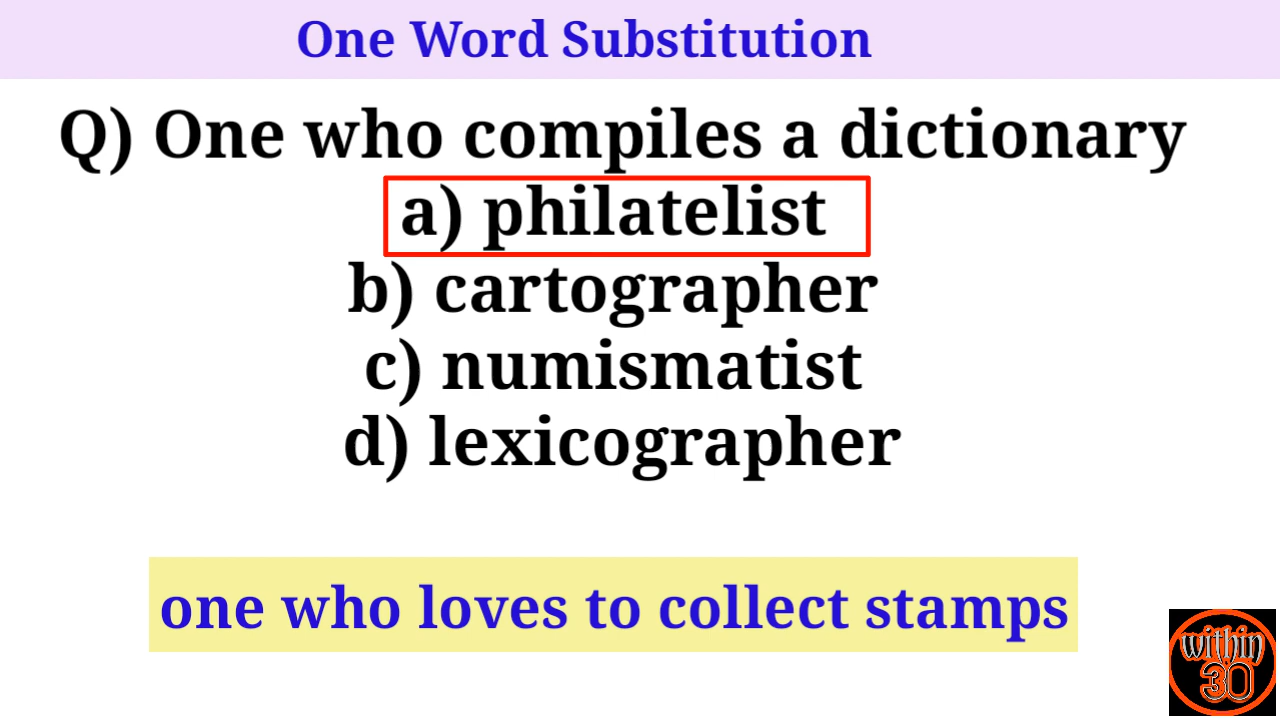 One Word Substitution
Q) One who compiles a dictionary
a) philatelist
b) cartographer
c) numismatist
d) lexicographer
one who loves to collect stamps
within
30